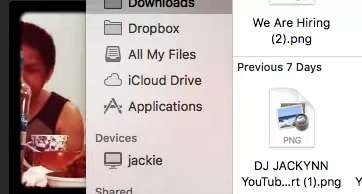 Downloads
Dropbox
All My Files
iCloud Drive
Applications
Devices
jackie
Shared
We Are Hiring
(2).png
Previous 7 Days
PNG
DJ JACKYNN
YouTub...rt (1).png